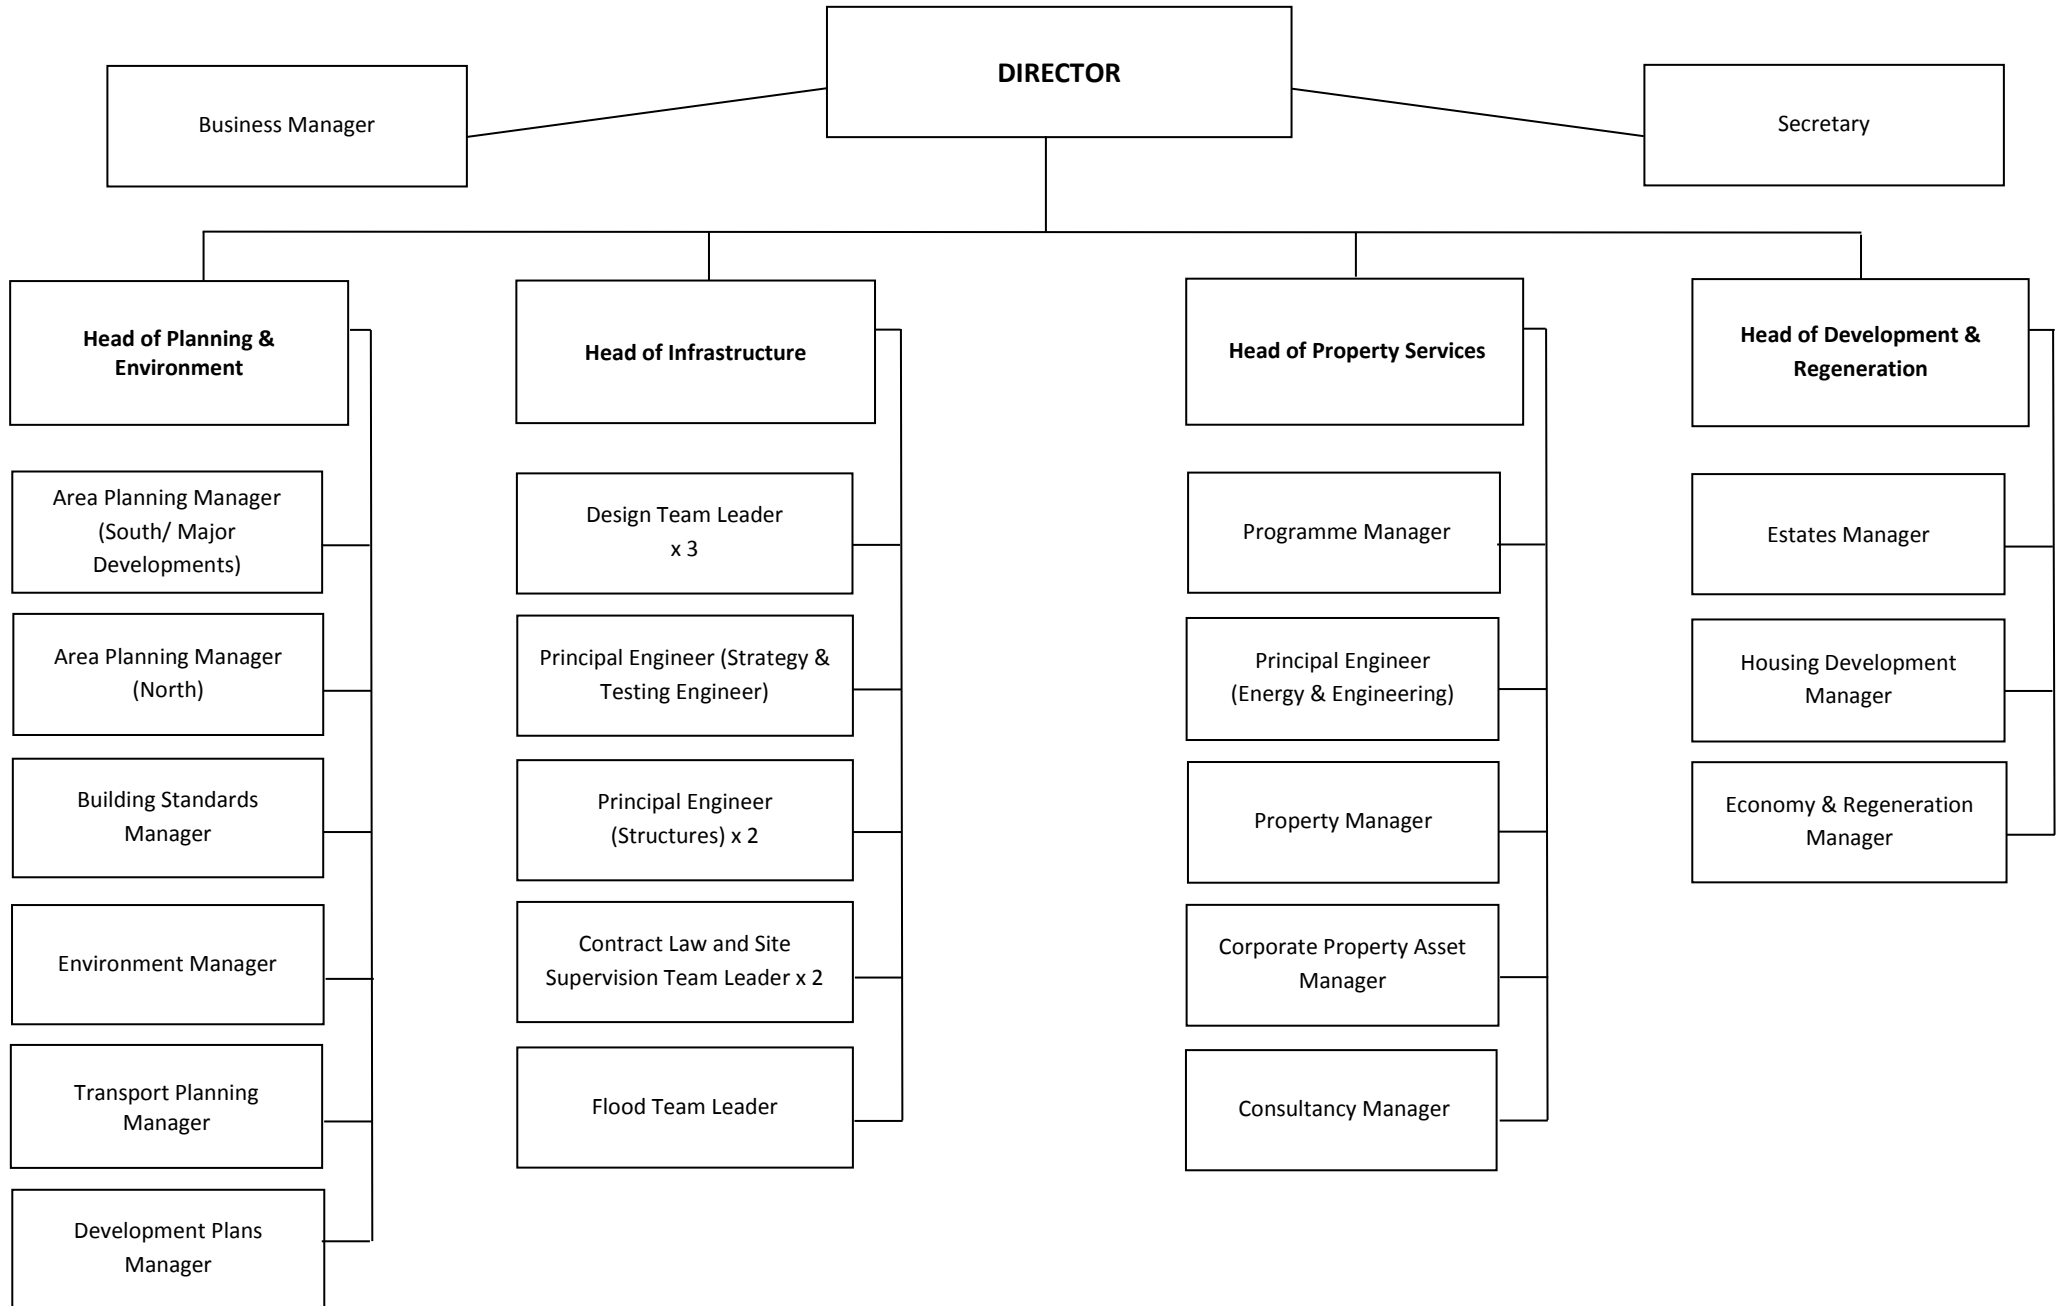 DIRECTOR
Business Manager
Secretary
Head of Planning &
Environment
Area Planning Manager
(South/ Major
Developments)
Area Planning Manager
(North)
Building Standards
Manager
Environment Manager
Transport Planning
Manager
Development Plans
Manager
Head of Infrastructure
Design Team Leader
x 3
Principal Engineer (Strategy &
Testing Engineer)
Principal Engineer
(Structures) x 2
Contract Law and Site
Supervision Team Leader x 2
Flood Team Leader
Head of Property Services
Programme Manager
Principal Engineer
(Energy & Engineering)
Property Manager
Corporate Property Asset
Manager
Consultancy Manager
Head of Development &
Regeneration
Estates Manager
Housing Development
Manager
Economy & Regeneration
Manager